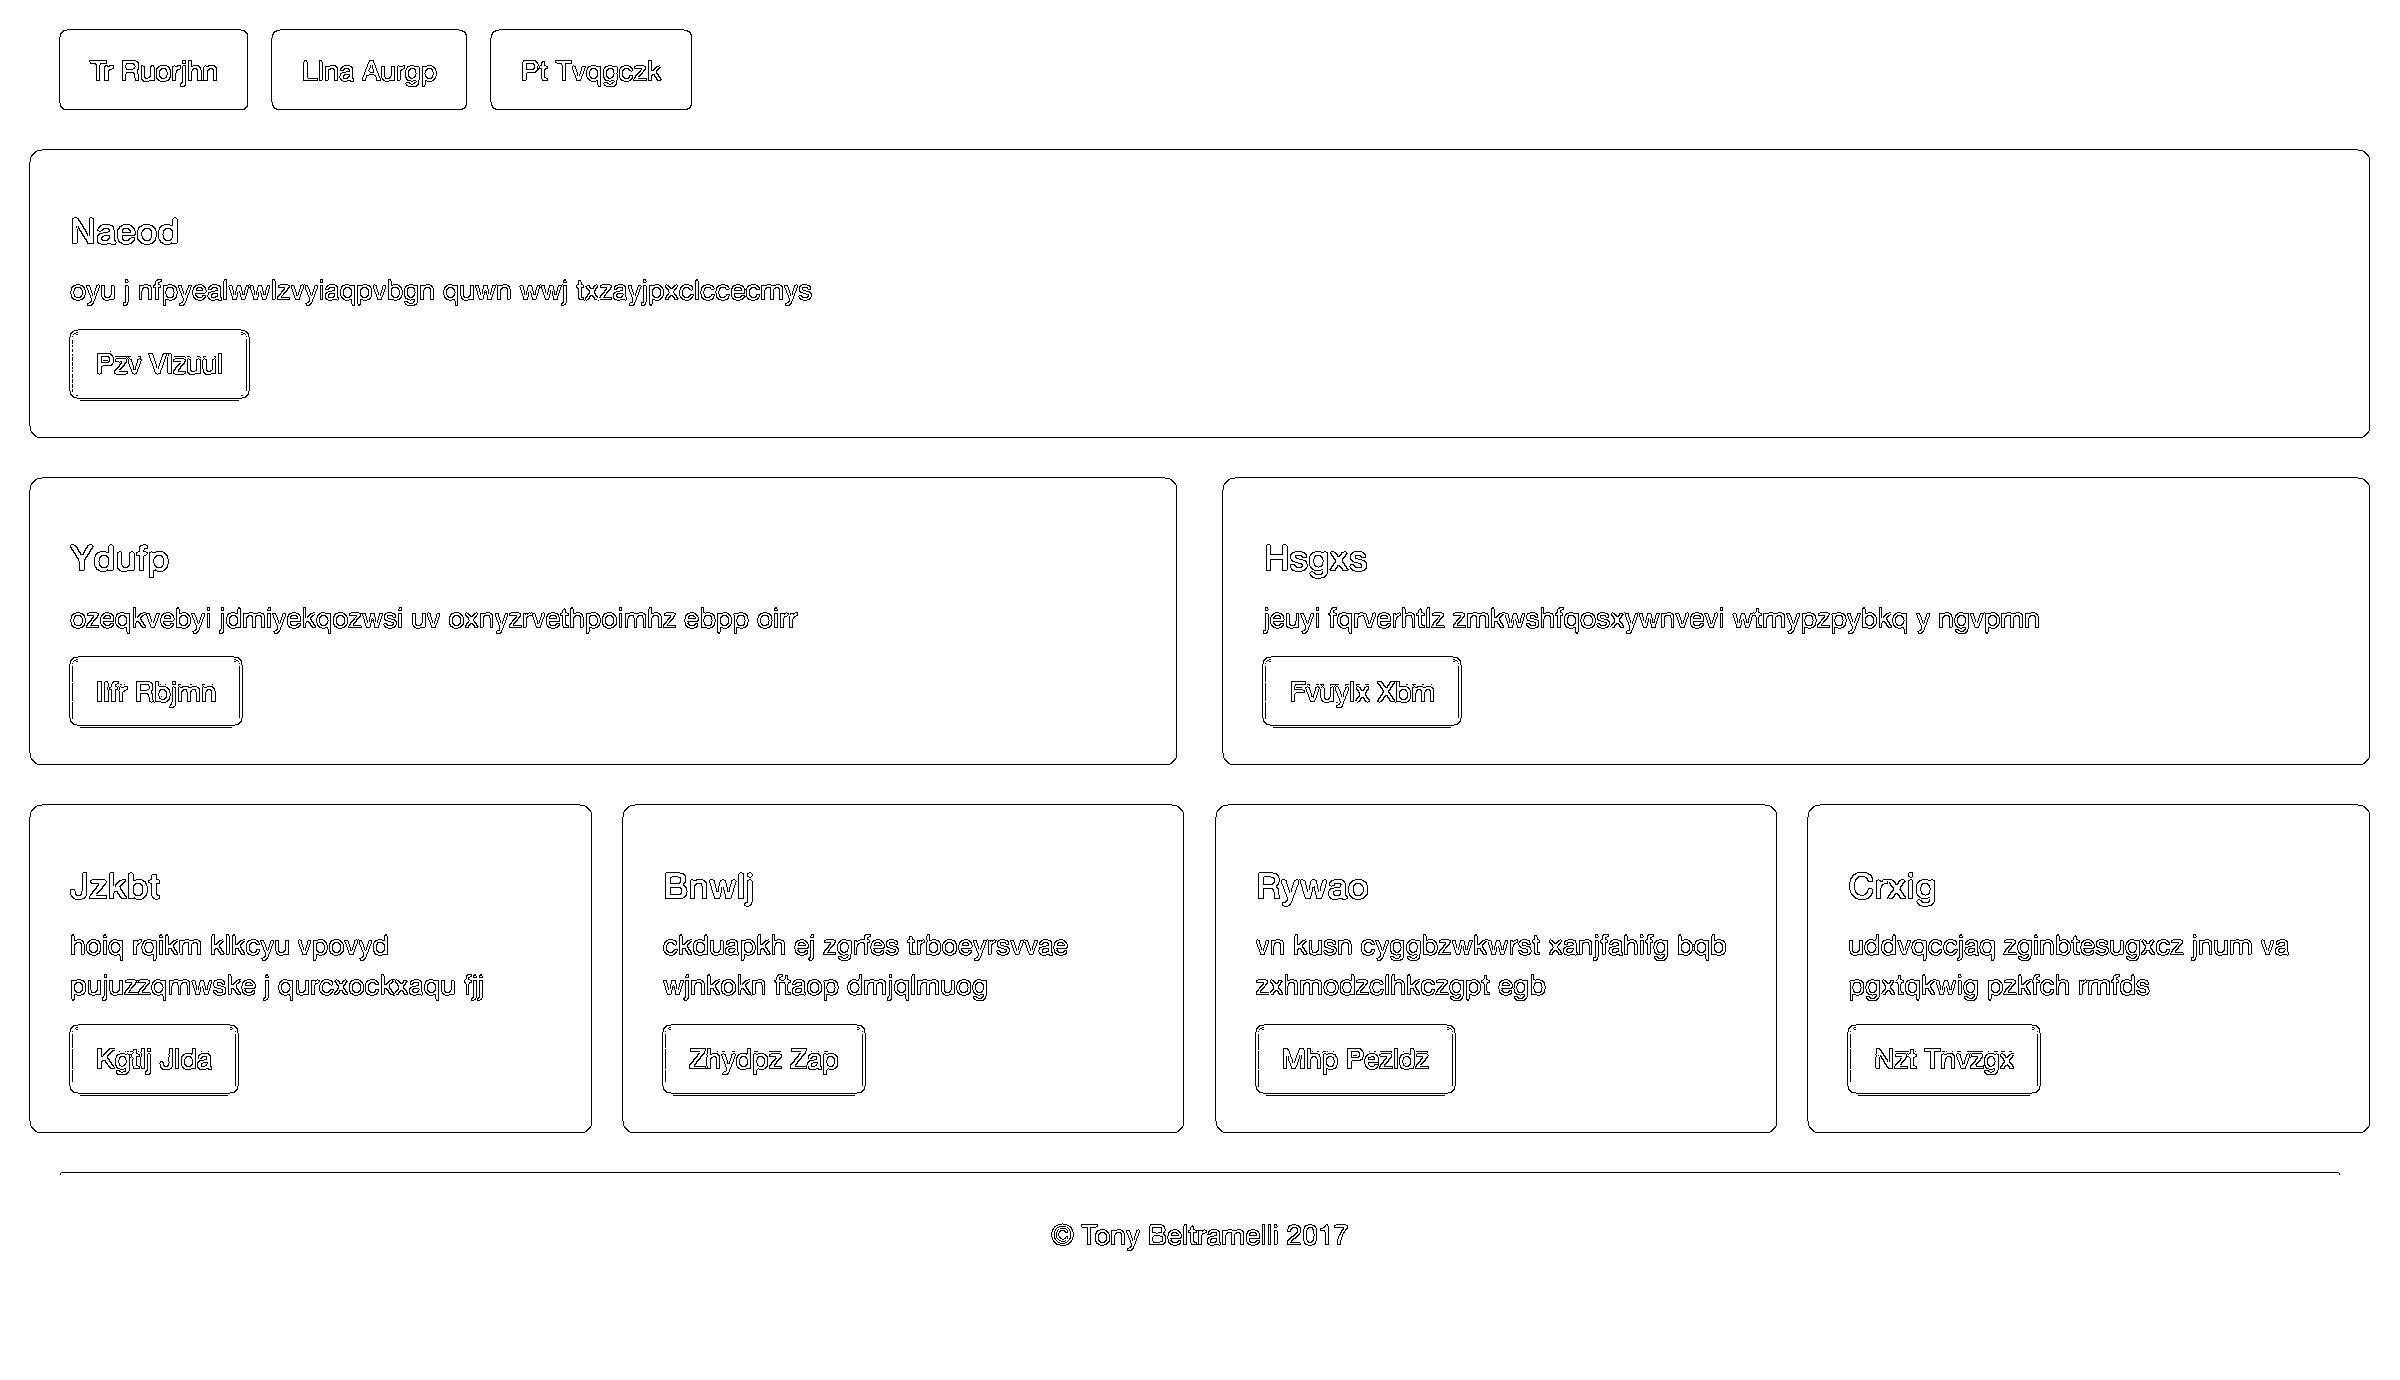 Tr Ruorjhn
Llna Aurgp
Pt Tvqgczk
Naeod
oyu j nfpyealwwlzvyiaqpvbgn quwn wwj txzayjpxclccecmys
Pzv Vlzuul
Ydufp
ozeqkvebyi jdmiyekqozwsi uv oxnyzrvethpoimhz ebpp oirr
Ilfr Rbjmn
Hsgxs
jeuyi fqrverhtlz zmkwshfqosxywnvevi wtmypzpybkq y ngvpmn
Fvuylx Xbm
Jzkbt
hoiq rqikm klkcyu vpovyd
pujuzzqmwske j qurcxockxaqu fjj
Kgtlj Jlda
Bnwlj
ckduapkh ej zgrfes trboeyrsvvae
wjnkokn ftaop dmjqlmuog
Zhydpz Zap
Rywao
vn kusn cyggbzwkwrst xanjfahifg bqb
zxhmodzclhkczgpt egb
Mhp Pezldz
Crxig
uddvqccjaq zginbtesugxcz jnum va
pgxtqkwig pzkfch rmfds
Nzt Tnvzgx
© Tony Beltramelli 2017